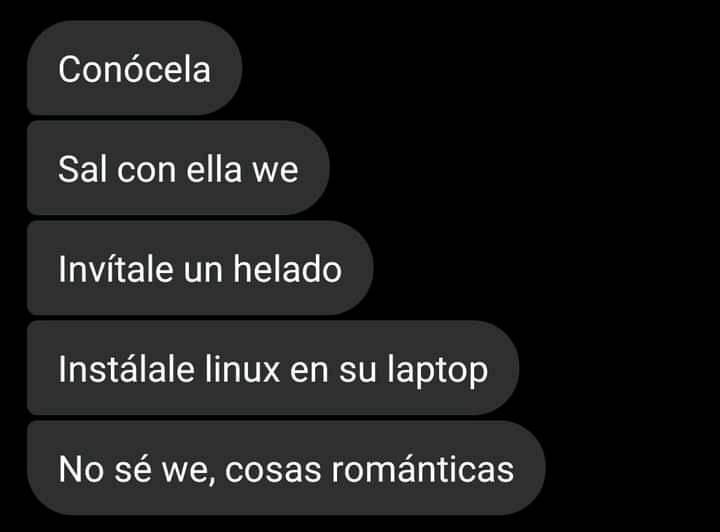 Conócela
Sal con ella we
Invítale un helado
Instálale linux en su laptop
No sé we, cosas románticas